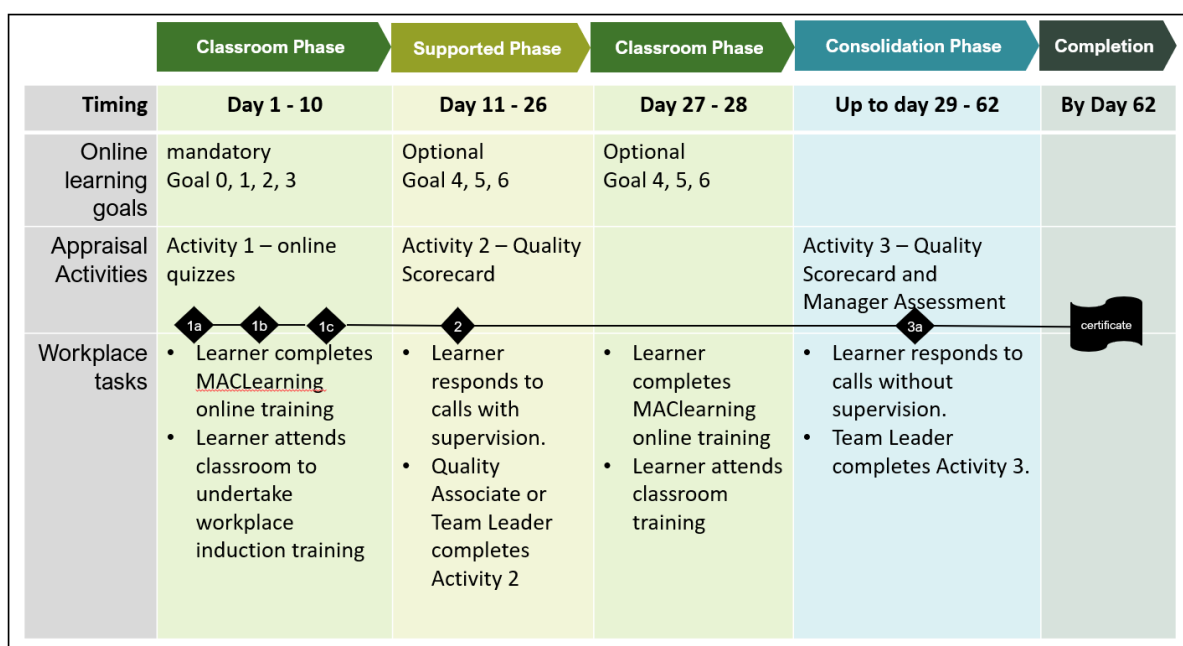 Classroom Phase
Supported Phase
Classroom Phase
Consolidation Phase
Completion
Timing
Day 1 - 10
Day 11 - 26
Day 27 - 28
Up to day 29 - 62
By Day 62
Online
learning
goals
mandatory
Goal 0, 1, 2, 3
Optional
Goal 4, 5, 6
Optional
Goal 4, 5, 6
Appraisal
Activities
Activity 1 – online
quizzes
Activity 2 – Quality
Scorecard
Activity 3 – Quality
Scorecard and
Manager Assessment
1a
1b
1c
2
3a
certificate
Workplace
tasks
• Learner completes
MACLearning
online training
• Learner attends
classroom to
undertake
workplace
induction training
• Learner
responds to
calls with
supervision.
• Quality
Associate or
Team Leader
completes
Activity 2
• Learner
completes
MAClearning
online training
• Learner attends
classroom
training
• Learner responds to
calls without
supervision.
• Team Leader
completes Activity 3.